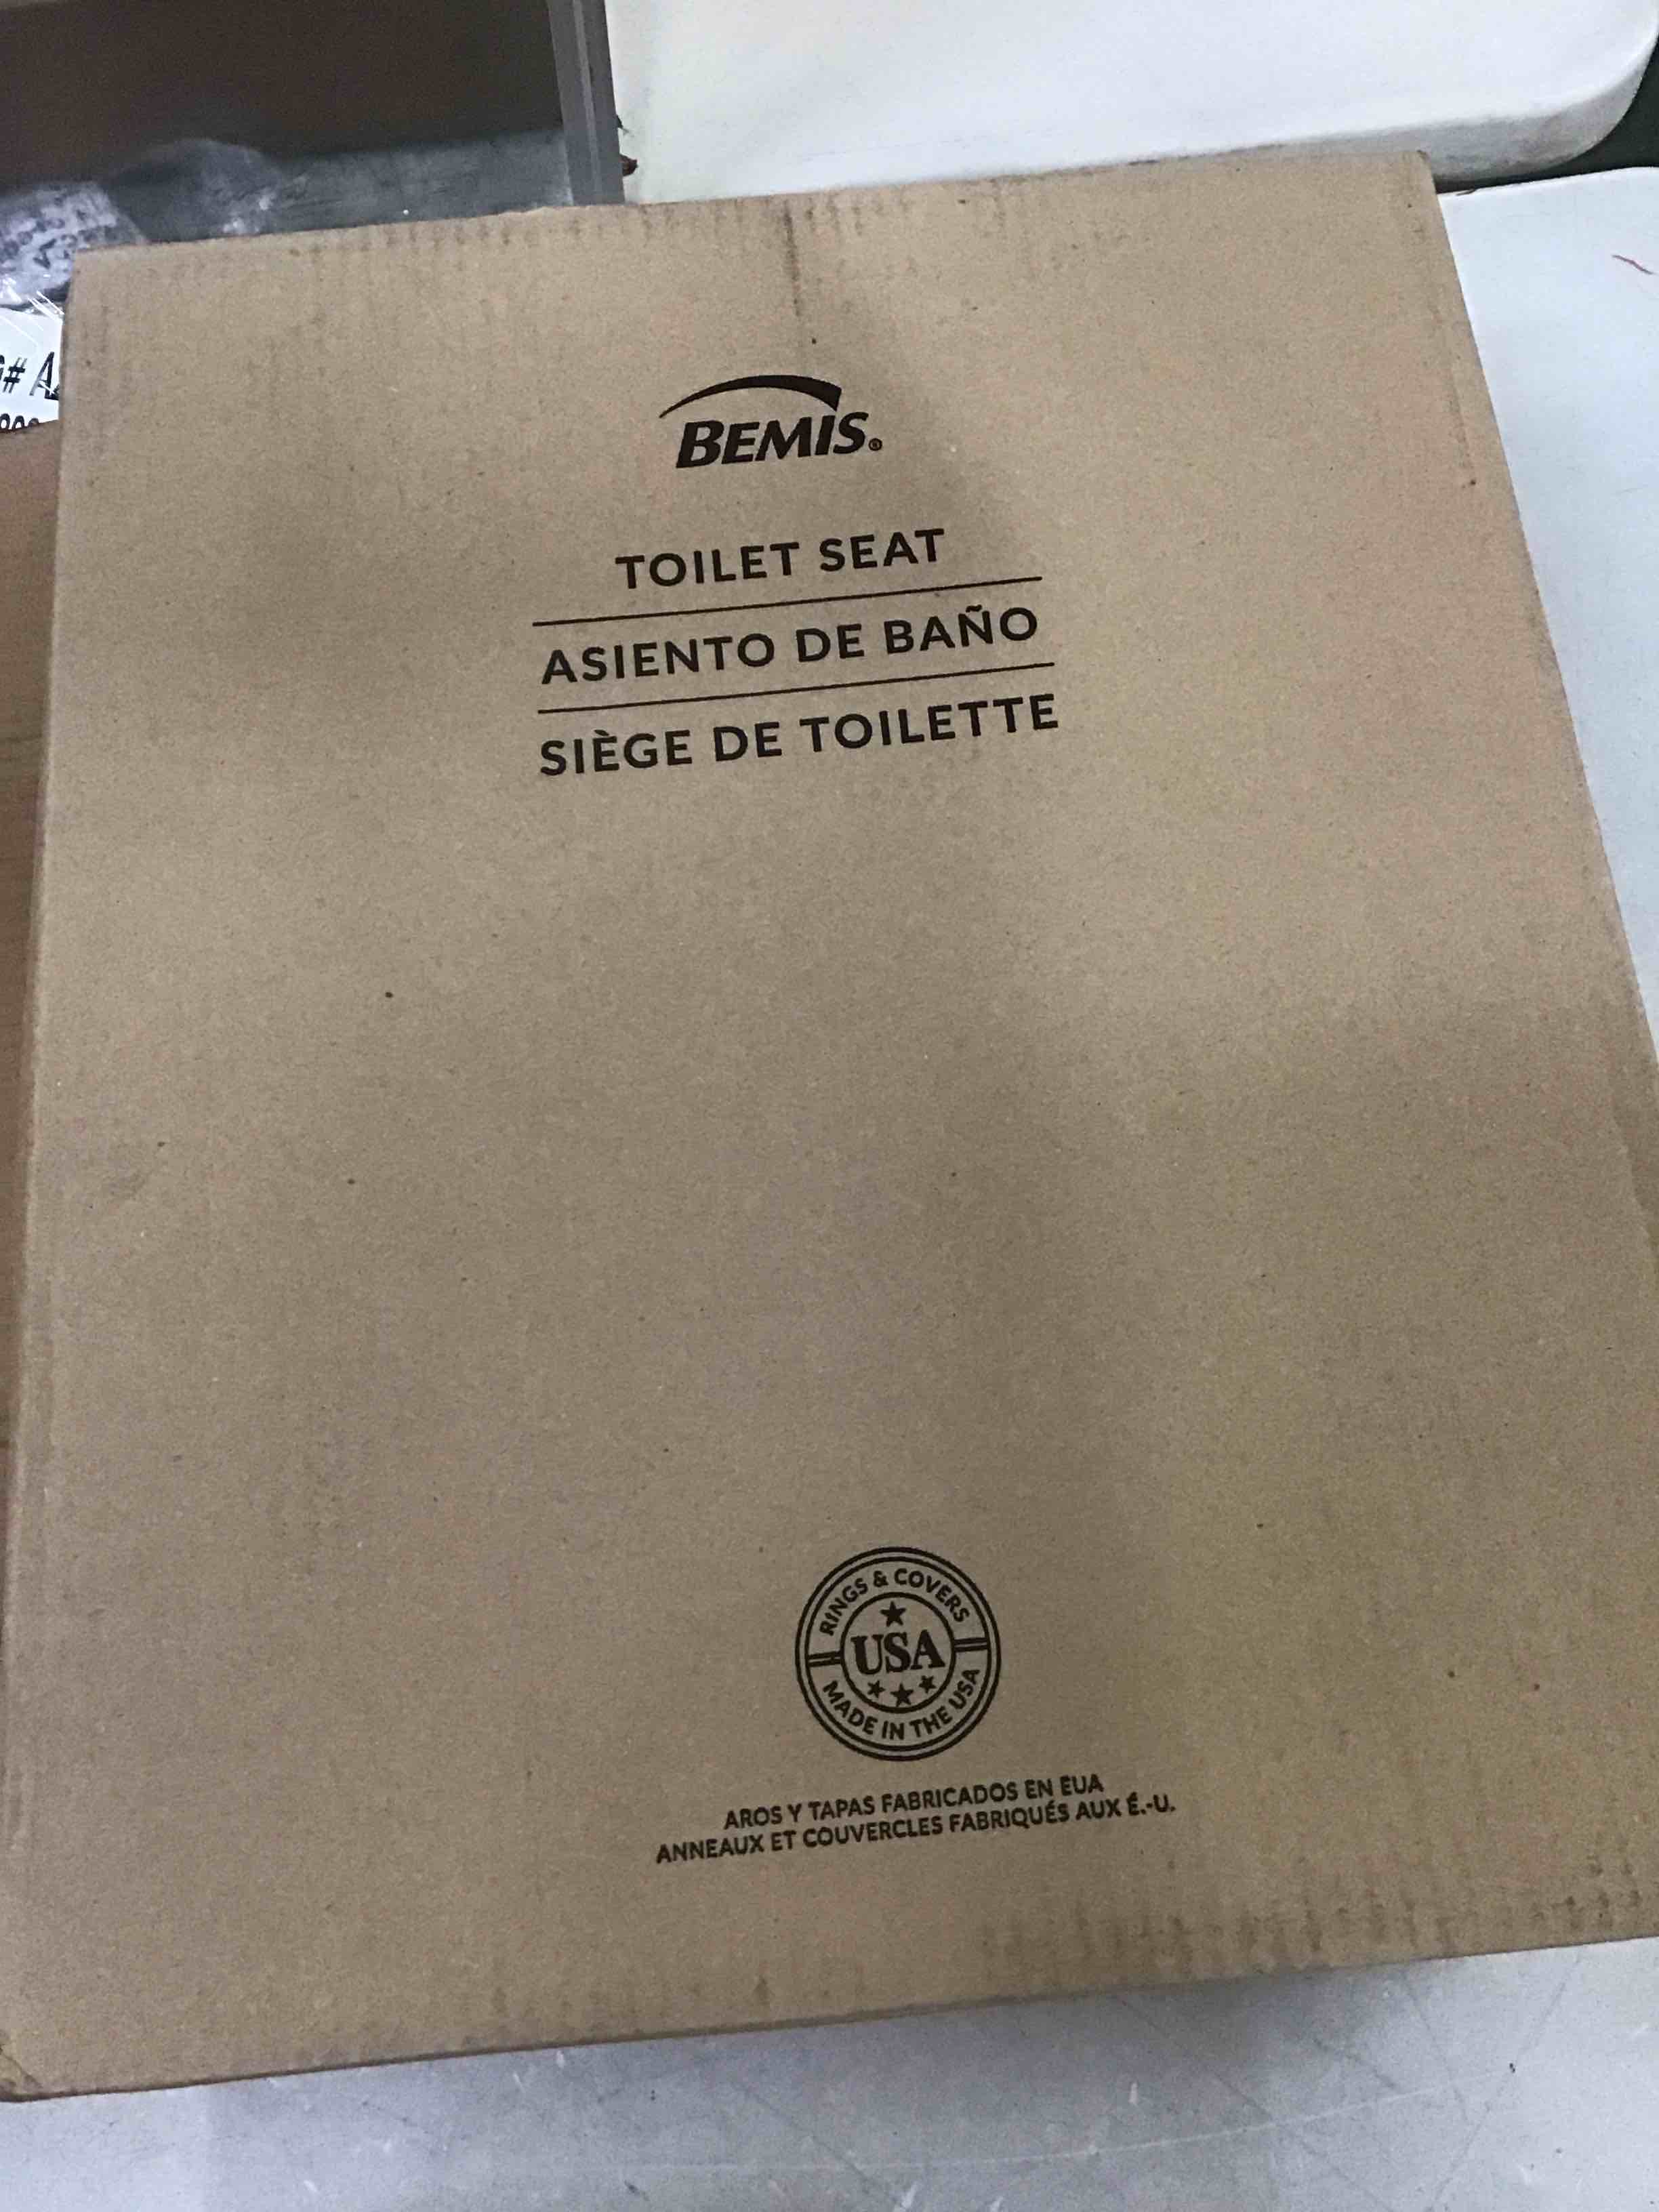 BEMIS®
TOILET SEAT
ASIENTO DE BAÑO
SIÈGE DE TOILETTE
RINGS & COVERS
USA
MADE IN THE USA
AROS Y TAPAS FABRICADOS EN EUA
ANNEAUX ET COUVERCLES FABRIQUÉS AUX É.-U.